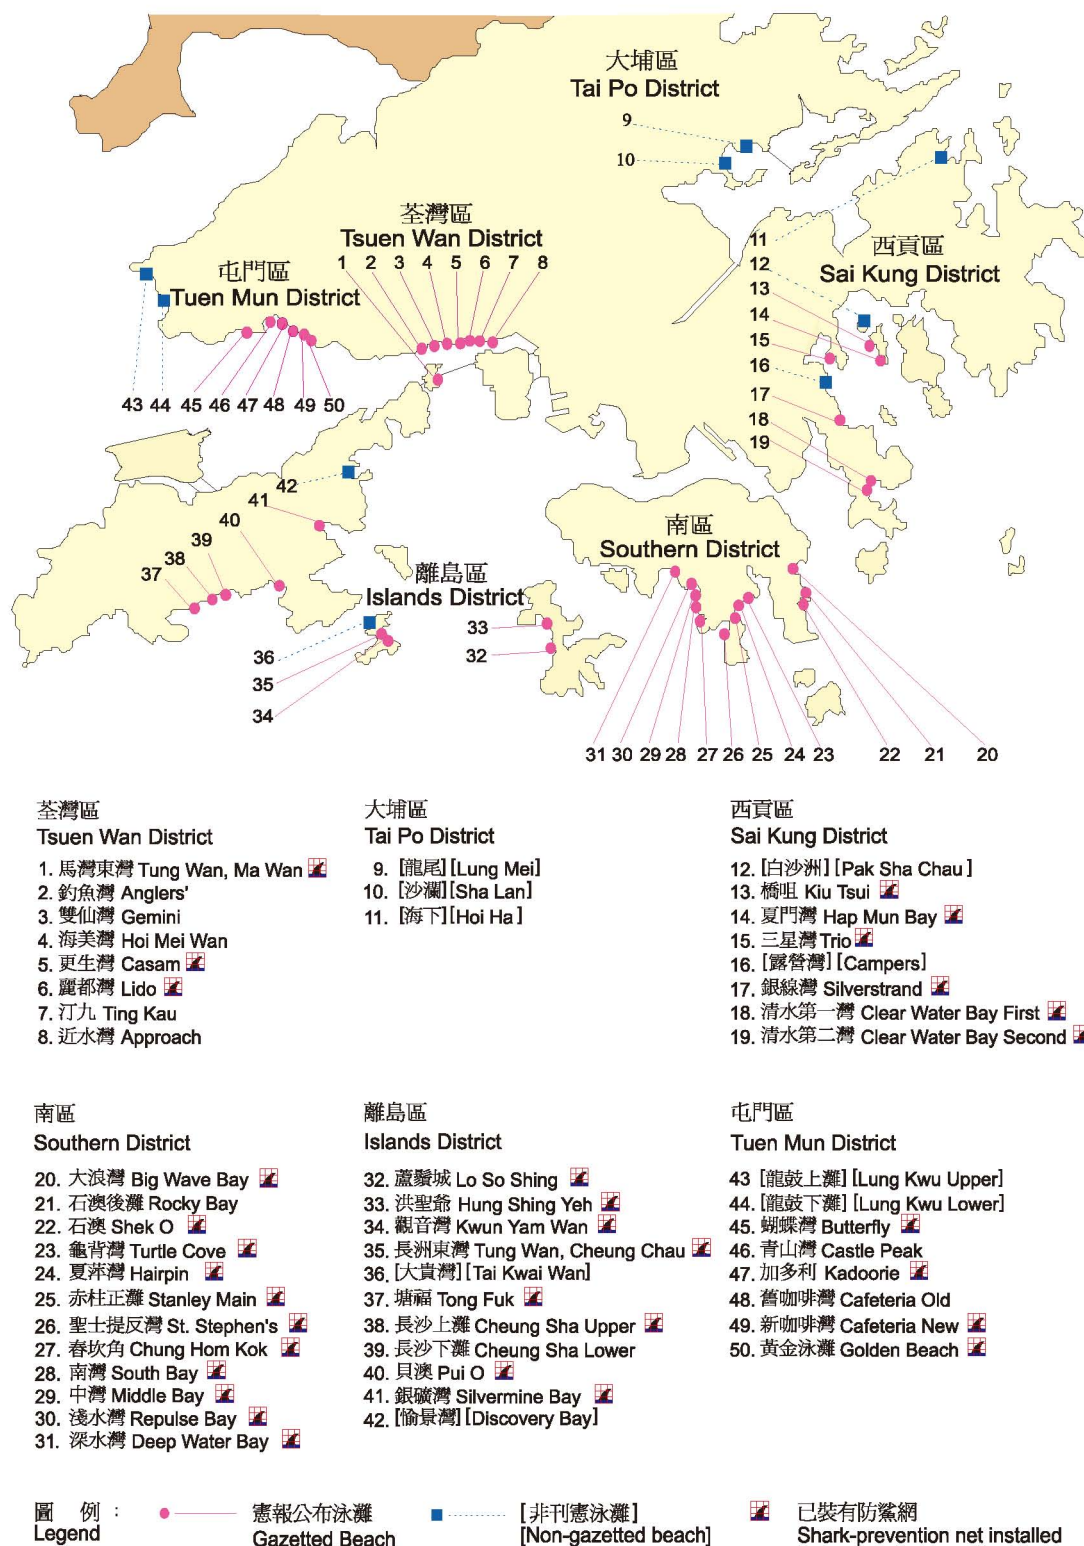 大埔區
Tai Po District
9
10
荃灣區
Tsuen Wan District
1 2 3 4 5 6 7 8
屯門區
Tuen Mun District
11
12
13
14
15
16
17
18
19
西貢區
Sai Kung District
43 44 45 46 47 48 49 50
42
41
40
39
38
37
離島區
Islands District
36
35
34
33
32
南區
Southern District
31 30 29 28 27 26 25 24 23 22 21 20
荃灣區
Tsuen Wan District
1. 馬灣東灣 Tung Wan, Ma Wan
2. 釣魚灣 Anglers'
3. 雙仙灣 Gemini
4. 海美灣 Hoi Mei Wan
5. 更生灣 Casam
6. 麗都灣 Lido
7. 汀九 Ting Kau
8. 近水灣 Approach
大埔區
Tai Po District
9. [龍尾] [Lung Mei]
10. [沙瀾] [Sha Lan]
11. [海下] [Hoi Ha]
西貢區
Sai Kung District
12. [白沙洲] [Pak Sha Chau]
13. 橋咀 Kiu Tsui
14. 夏門灣 Hap Mun Bay
15. 三星灣 Trio
16. [露營灣] [Campers]
17. 銀線灣 Silverstrand
18. 清水第一灣 Clear Water Bay First
19. 清水第二灣 Clear Water Bay Second
南區
Southern District
20. 大浪灣 Big Wave Bay
21. 石澳後灘 Rocky Bay
22. 石澳 Shek O
23. 龜背灣 Turtle Cove
24. 夏萍灣 Hairpin
25. 赤柱正灘 Stanley Main
26. 聖士提反灣 St. Stephen's
27. 舂坎角 Chung Hom Kok
28. 南灣 South Bay
29. 中灣 Middle Bay
30. 淺水灣 Repulse Bay
31. 深水灣 Deep Water Bay
離島區
Islands District
32. 蘆鬚城 Lo So Shing
33. 洪聖爺 Hung Shing Yeh
34. 觀音灣 Kwun Yam Wan
35. 長洲東灣 Tung Wan, Cheung Chau
36. [大貴灣] [Tai Kwai Wan]
37. 塘福 Tong Fuk
38. 長沙上灘 Cheung Sha Upper
39. 長沙下灘 Cheung Sha Lower
40. 貝澳 Pui O
41. 銀礦灣 Silvermine Bay
42. [愉景灣] [Discovery Bay]
屯門區
Tuen Mun District
43 [龍鼓上灘] [Lung Kwu Upper]
44. [龍鼓下灘] [Lung Kwu Lower]
45. 蝴蝶灣 Butterfly
46. 青山灣 Castle Peak
47. 加多利 Kadoorie
48. 舊咖啡灣 Cafeteria Old
49. 新咖啡灣 Cafeteria New
50. 黃金泳灘 Golden Beach
圖 例 :
Legend
憲報公布泳灘
Gazetted Beach
[非刊憲泳灘]
[Non-gazetted beach]
已裝有防鯊網
Shark-prevention net installed